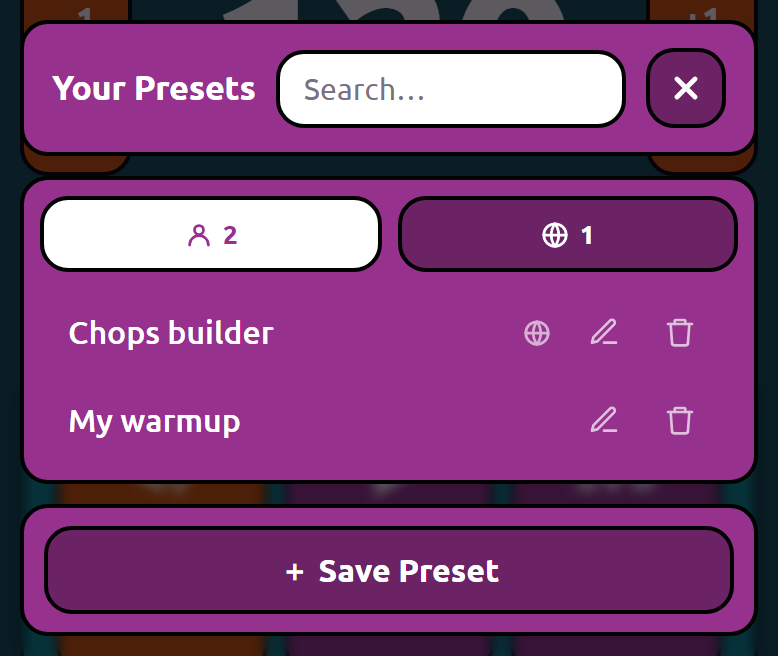 Your Presets
Search...
2
1
Chops builder
My warmup
+ Save Preset